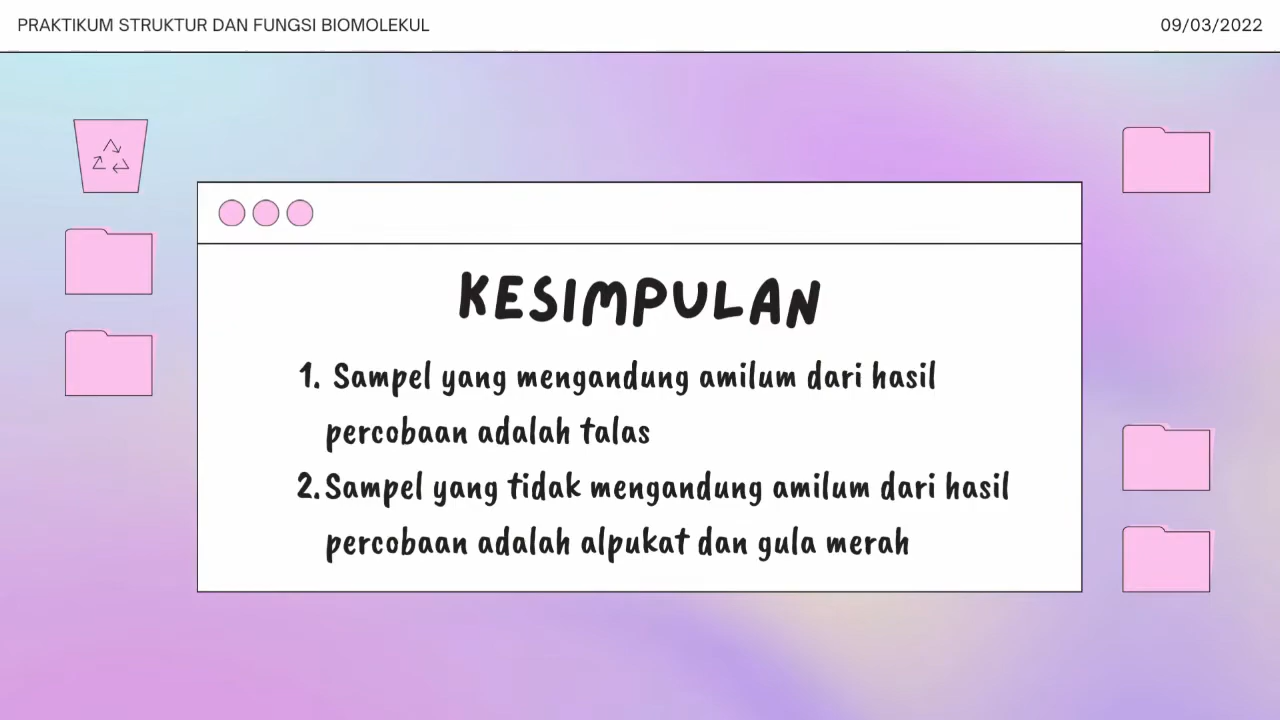 PRAKTIKUM STRUKTUR DAN FUNGSI BIOMOLEKUL
09/03/2022
KESIMPULAN
1. Sampel yang mengandung amilum dari hasil
percobaan adalah talas
2. Sampel yang tidak mengandung amilum dari hasil
percobaan adalah alpukat dan gula merah